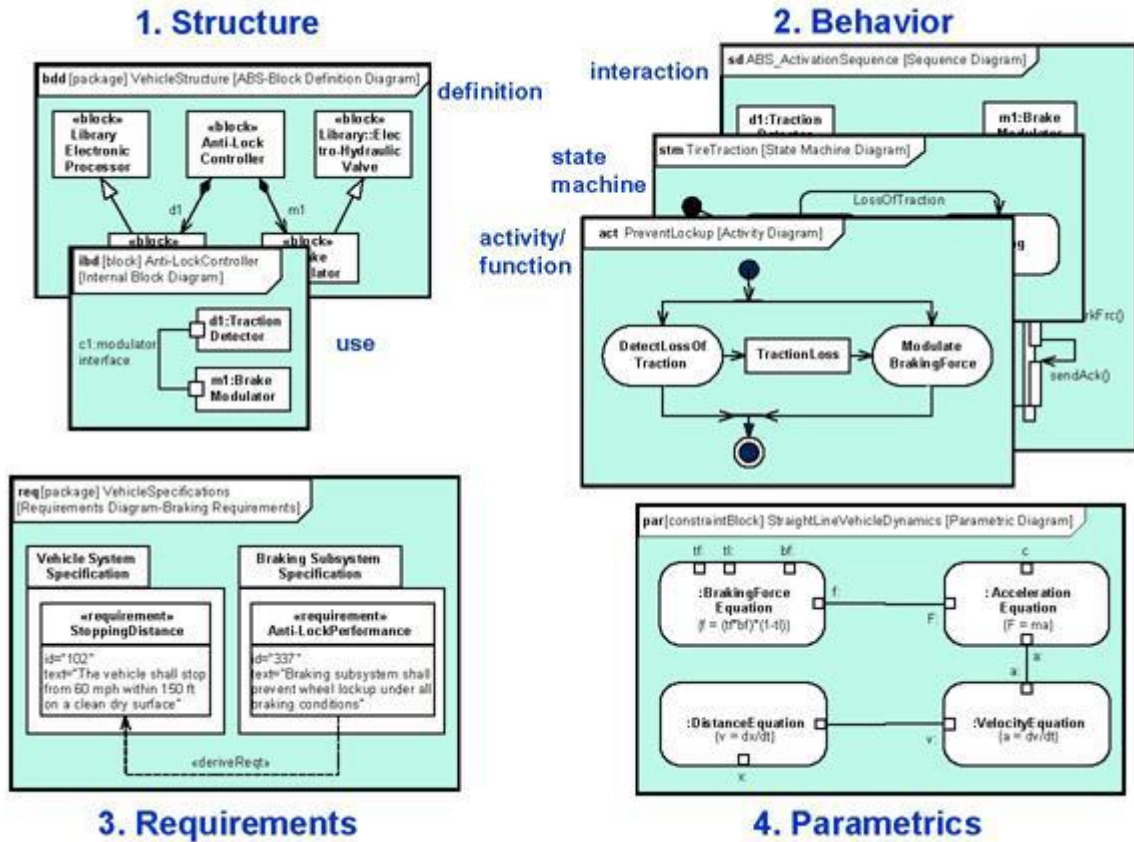 1. Structure
bdd [package] VehicleStructure [ABS-Block Definition Diagram]
definition
«block»
Library
Electronic
Processor
«block»
Anti-Lock
Controller
«block»
Library::Elec
tro-Hydraulic
Valve
d1
m1
«block»
«block»
ibd [block] Anti-LockController
[Internal Block Diagram]
d1:Traction
Detector
c1:modulator
interface
m1:Brake
Modulator
use
2. Behavior
interaction
sd ABS_ActivationSequence [Sequence Diagram]
d1:Traction
Detector
m1:Brake
Modulator
state
machine
stm TireTraction [State Machine Diagram]
LossOfTraction
activity/
function
act PreventLockup [Activity Diagram]
DetectLossOf
Traction
TractionLoss
Modulate
BrakingForce
sendAck()
req [package] VehicleSpecifications
[Requirements Diagram-Braking Requirements]
Vehicle System
Specification
Braking Subsystem
Specification
«requirement»
StoppingDistance
id="102"
text="The vehicle shall stop
from 60 mph within 150 ft
on a clean dry surface"
«requirement»
Anti-LockPerformance
id="337"
text="Braking subsystem shall
prevent wheel lockup under all
braking conditions"
«deriveReqt»
3. Requirements
par [constraintBlock] StraightLineVehicleDynamics [Parametric Diagram]
tf: tl: bf:
c
:BrakingForce
Equation
{f = (tf*bf)*(1-tl)}
f:
F:
:Acceleration
Equation
{F = ma}
a:
a:
:DistanceEquation
{v = dx/dt}
v:
:VelocityEquation
{a = dv/dt}
x:
4. Parametrics